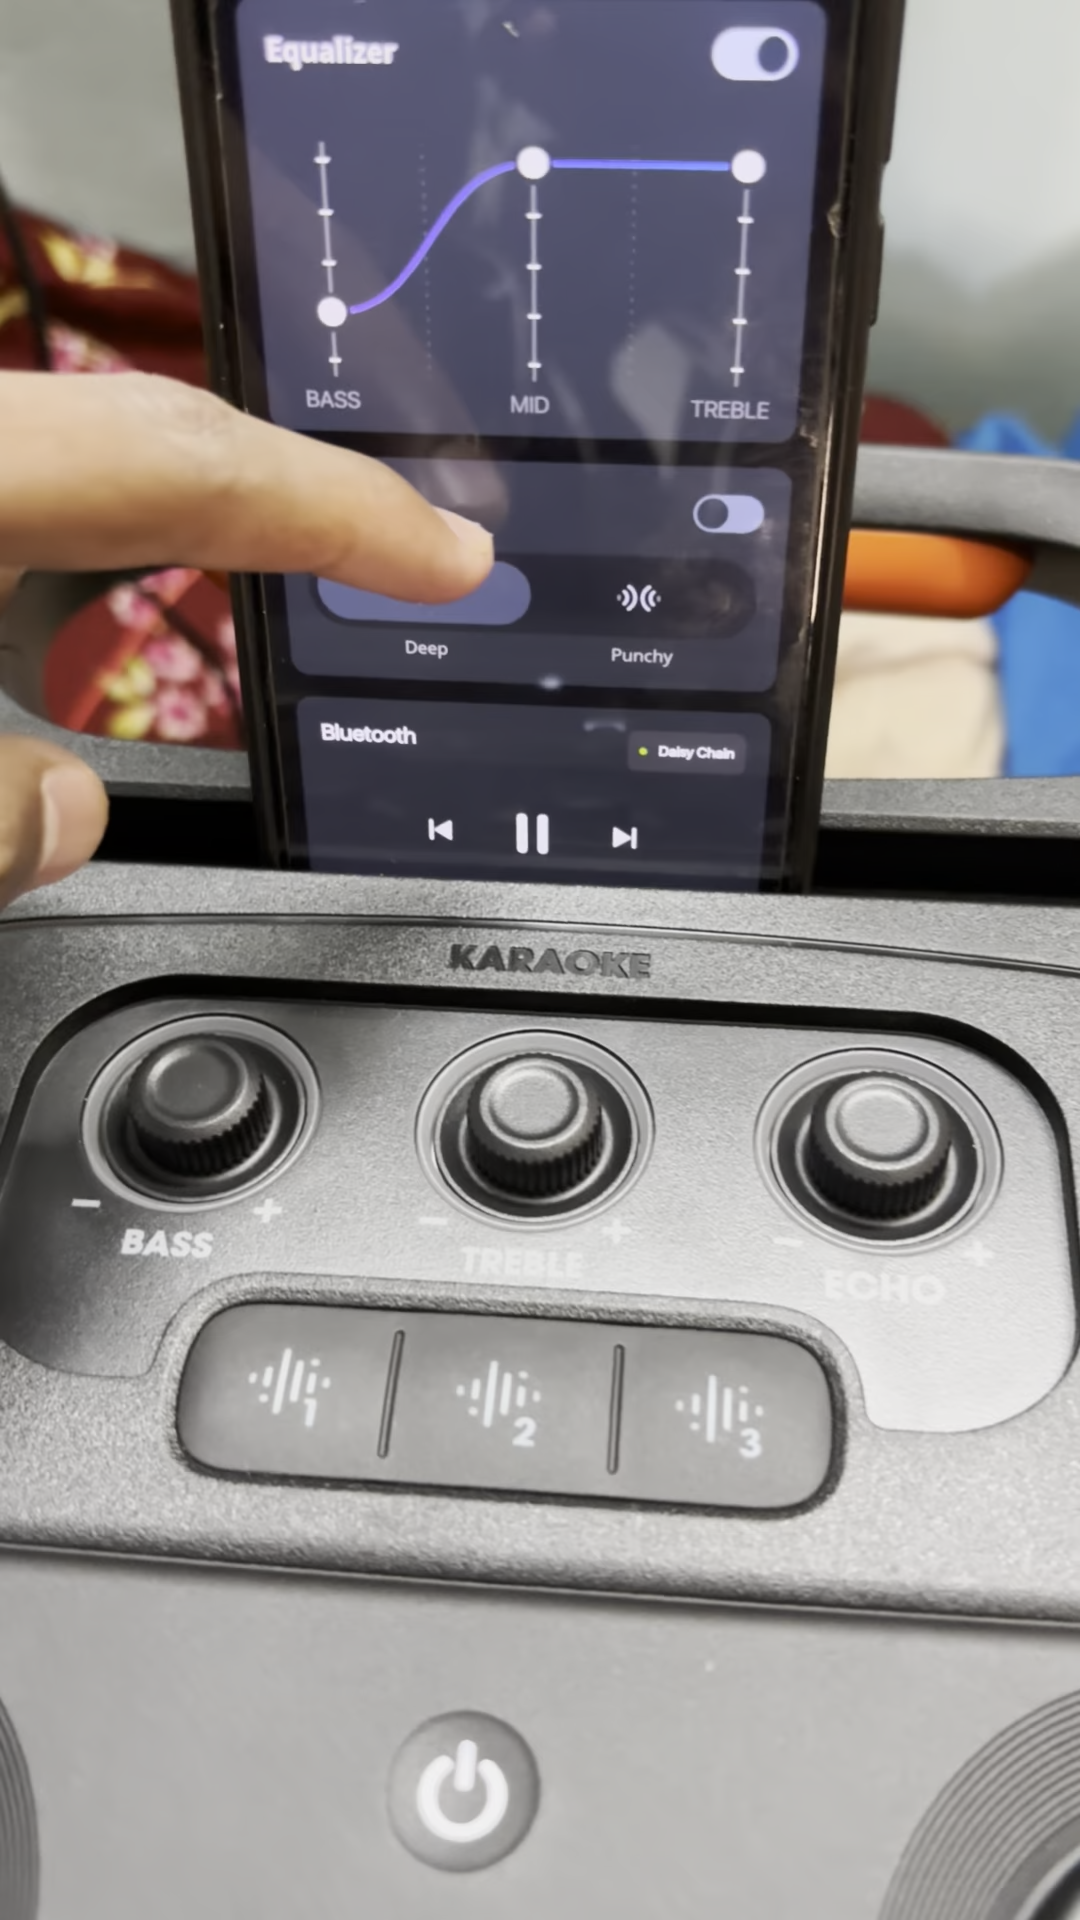 Equalizer
BASS MID TREBLE
Deep Punchy
Bluetooth
Daisy Chain
KARAOKE
- + - + - +
BASS TREBLE ECHO
1 2 3